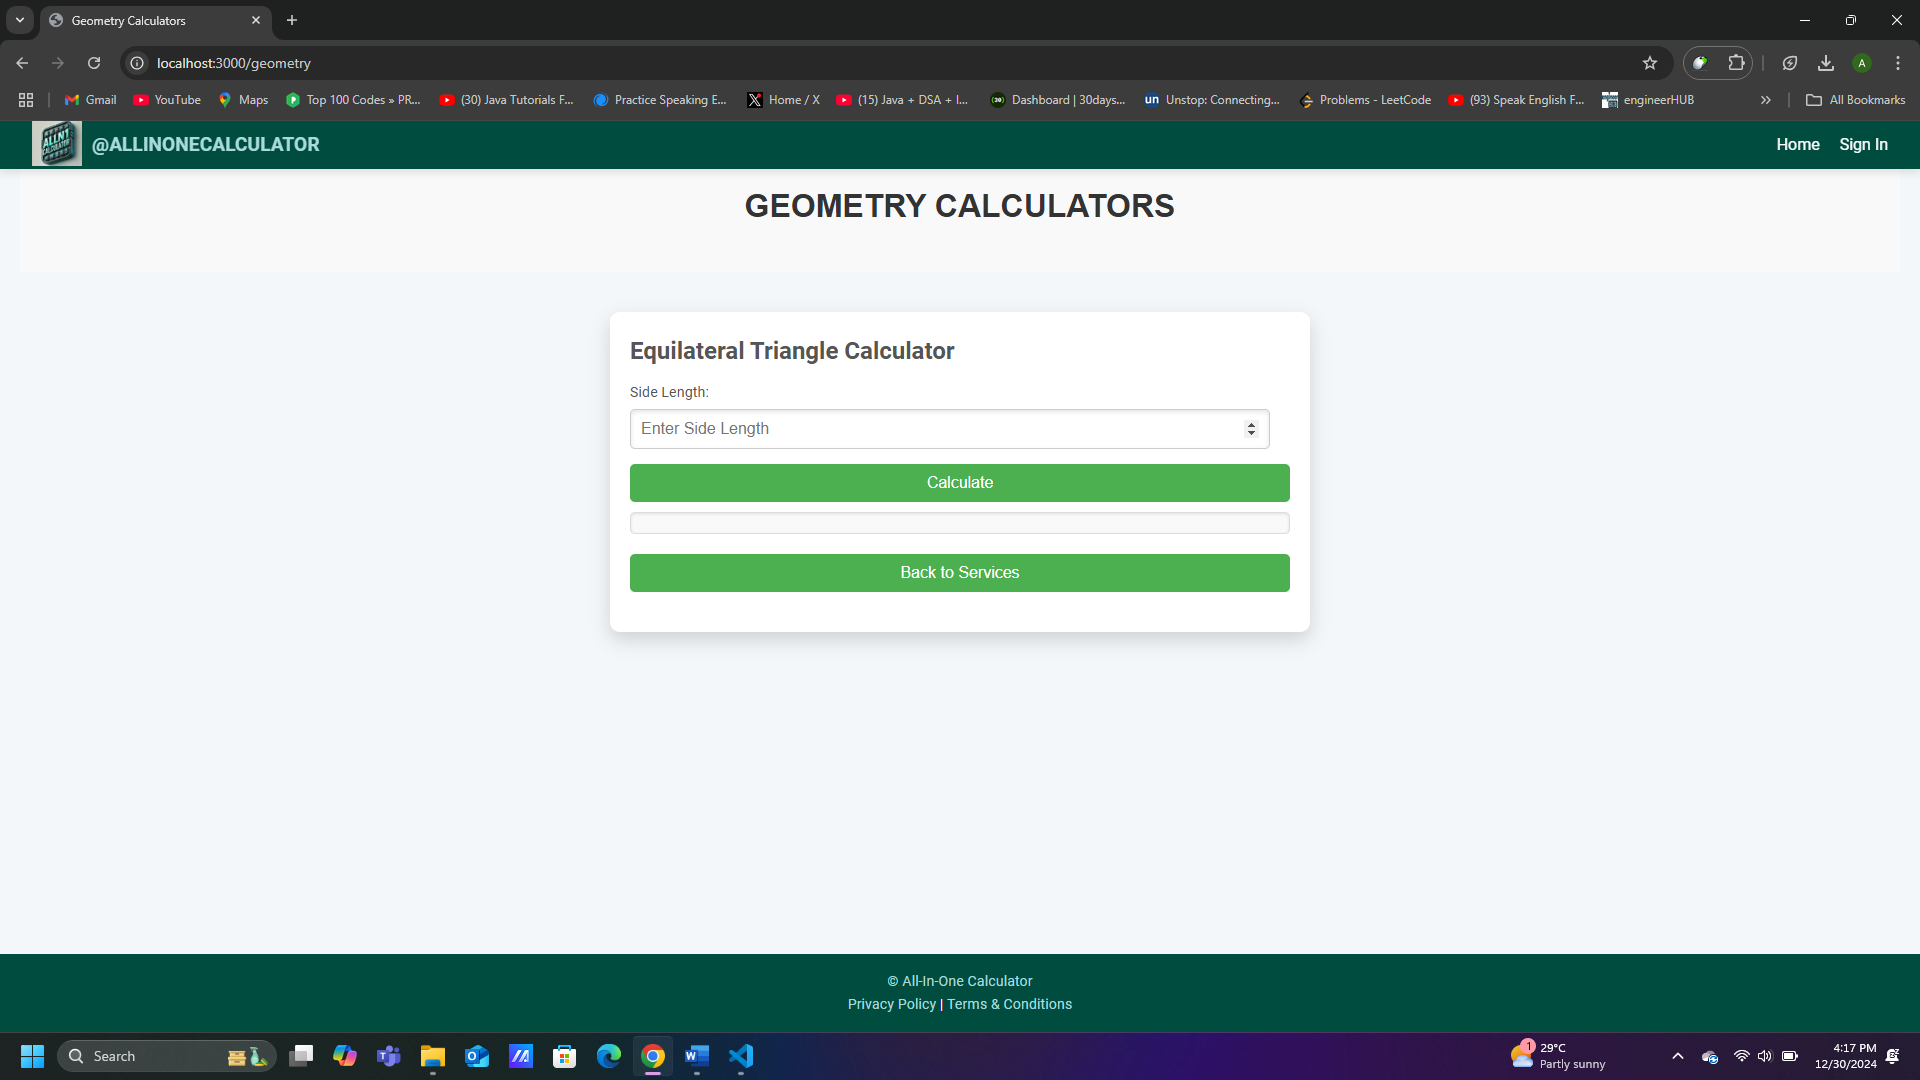 Geometry Calculators
localhost:3000/geometry
Gmail
YouTube
Maps
Top 100 Codes » PR...
(30) Java Tutorials F...
Practice Speaking E...
Home / X
(15) Java + DSA + I...
Dashboard | 30days...
Unstop: Connecting...
Problems - LeetCode
(93) Speak English F...
engineerHUB
All Bookmarks
ALLN1
CALCULATOR
@ALLINONECALCULATOR
Home
Sign In
GEOMETRY CALCULATORS
Equilateral Triangle Calculator
Side Length:
Enter Side Length
Calculate
Back to Services
© All-In-One Calculator
Privacy Policy | Terms & Conditions
Search
1
29°C
Partly sunny
4:17 PM
12/30/2024